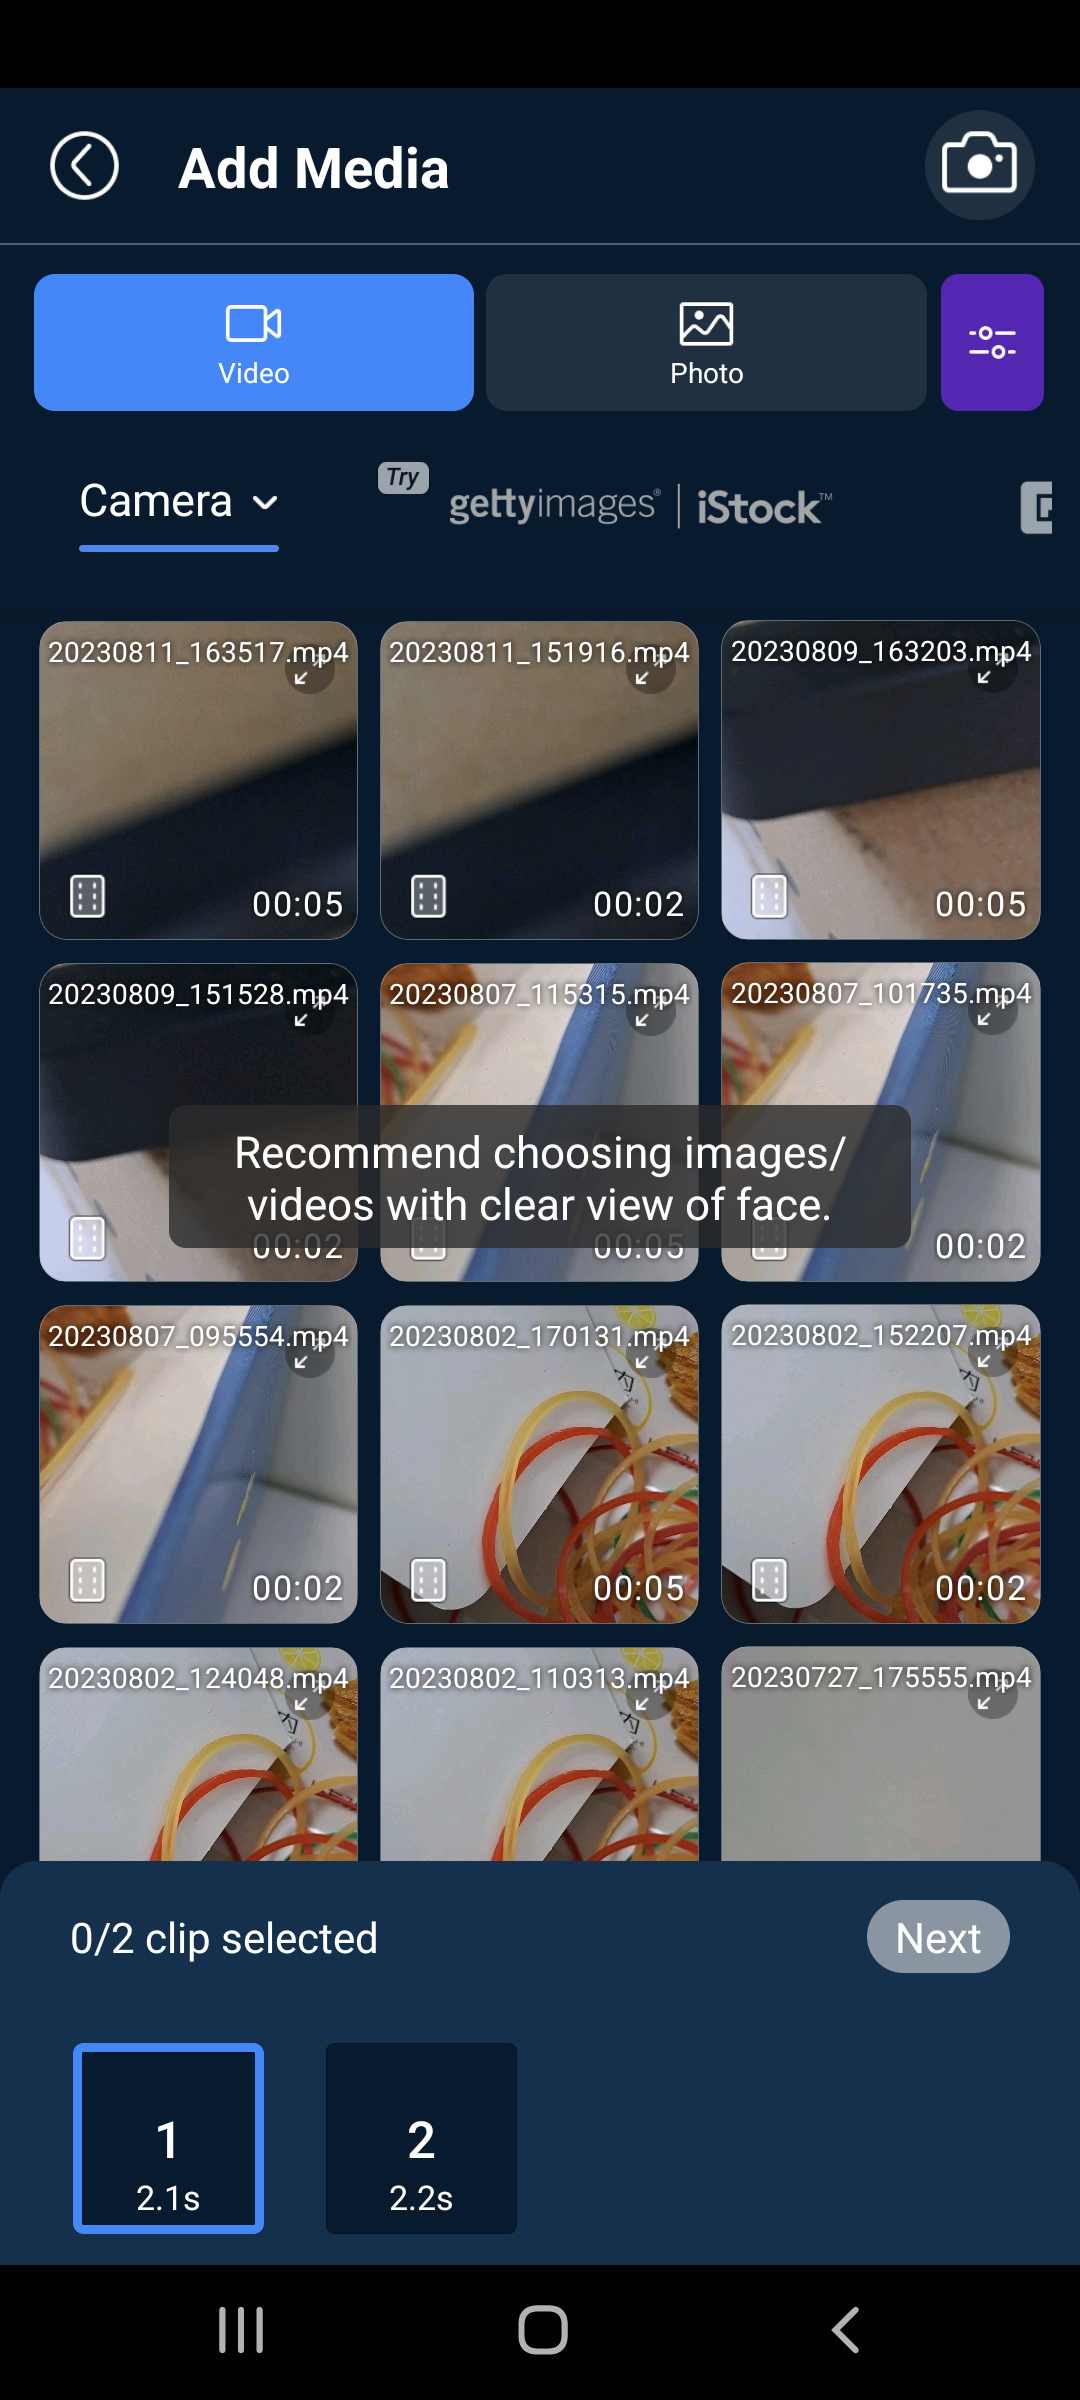 Add Media
Video
Photo
Camera
Try
gettyimages® | iStock™
20230811_163517.mp4
00:05
20230811_151916.mp4
00:02
20230809_163203.mp4
00:05
20230809_151528.mp4
00:02
20230807_115315.mp4
00:05
20230807_101735.mp4
00:02
Recommend choosing images/
videos with clear view of face.
20230807_095554.mp4
00:02
20230802_170131.mp4
00:05
20230802_152207.mp4
00:02
20230802_124048.mp4
20230802_110313.mp4
20230727_175555.mp4
0/2 clip selected
Next
1
2.1s
2
2.2s